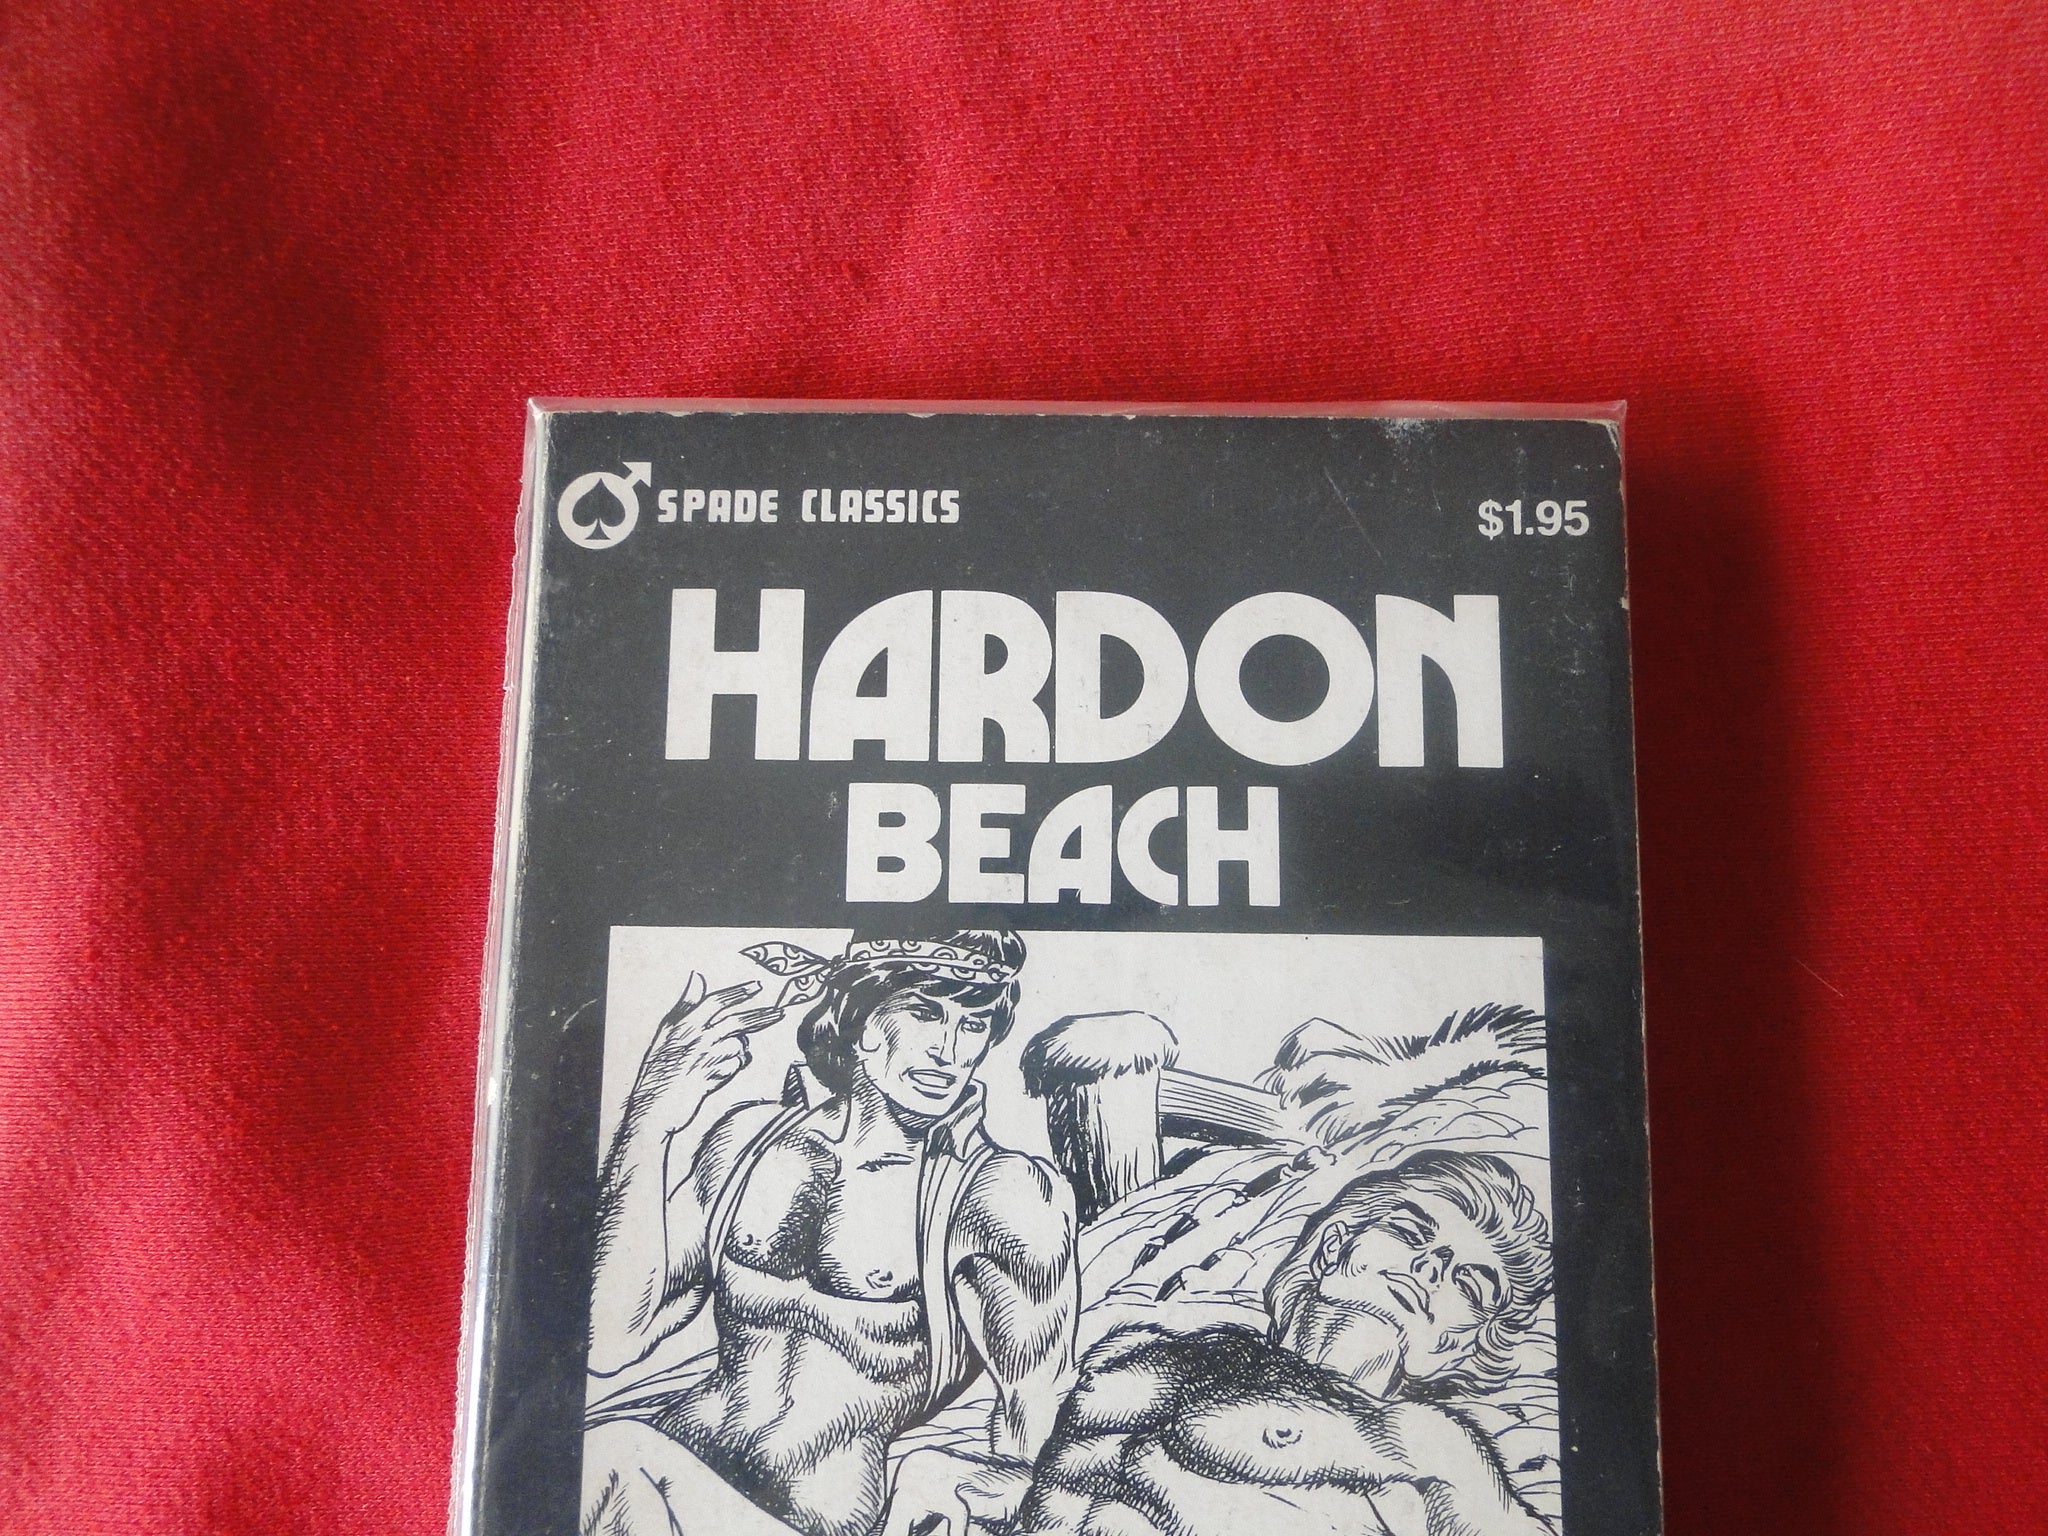 SPADE CLASSICS
$1.95
HARDON
BEACH